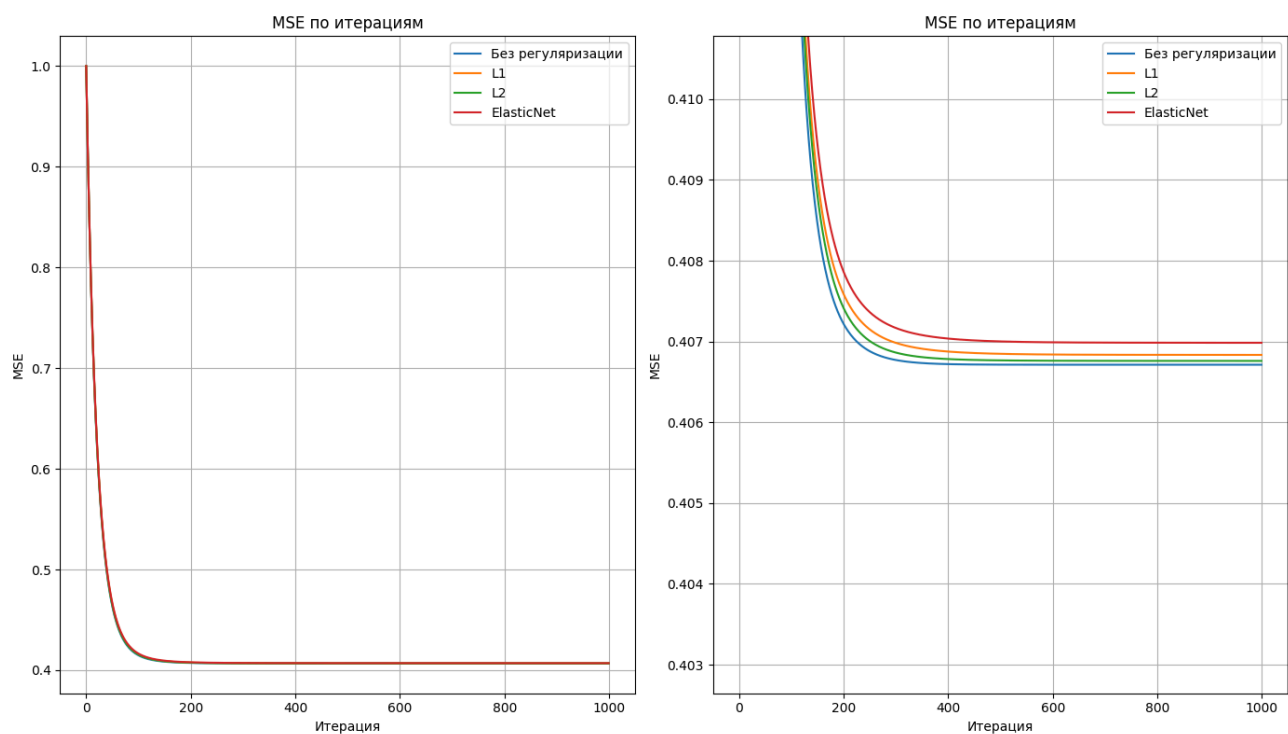 MSE по итерациям
Без регуляризации
L1
L2
ElasticNet
1.0
0.9
0.8
0.7
0.6
0.5
0.4
MSE
0
200
400
600
800
1000
Итерация
MSE по итерациям
Без регуляризации
L1
L2
ElasticNet
0.410
0.409
0.408
0.407
0.406
0.405
0.404
0.403
MSE
0
200
400
600
800
1000
Итерация